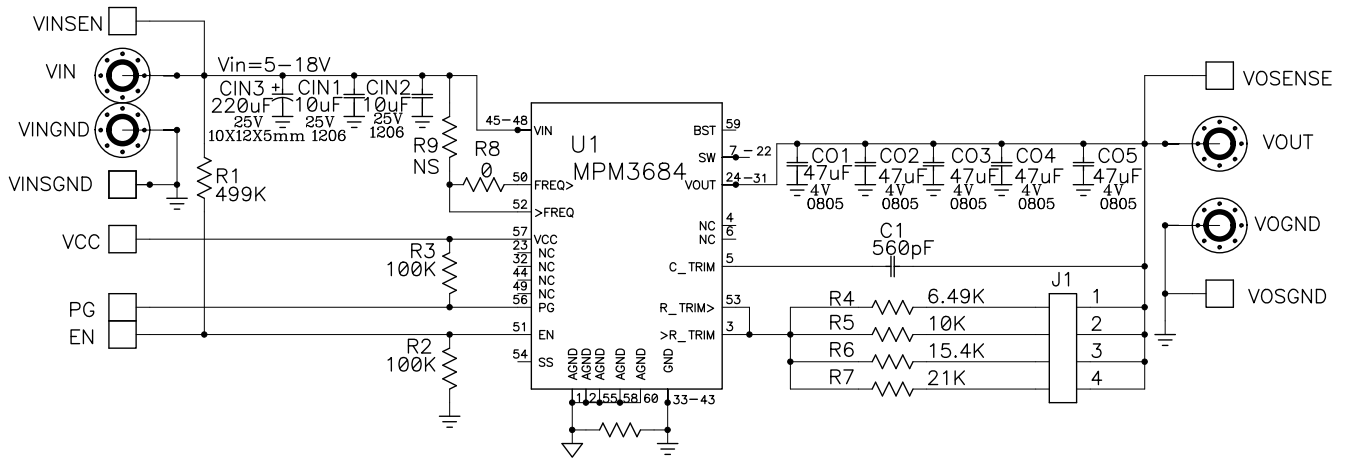 VINSEN
VIN
Vin=5-18V
CIN3 + CIN1 CIN2
220uF 10uF 10uF
25V 25V 25V
10X12X5mm 1206 1206
VINGND
VINSGND
R1
499K
R9
NS
R8
0
VCC
R3
100K
PG
EN
R2
100K
U1
MPM3684
45-48 VIN
50 FREQ>
52 >FREQ
57 VCC
23 NC
32 NC
44 NC
49 NC
56 PG
51 EN
54 SS
AGND AGND AGND AGND AGND GND
1 2 55 58 60 33-43
BST 59
SW 7-22
VOUT 24-31
NC 4
NC 6
C_TRIM 5
R_TRIM> 53
>R_TRIM 3
CO1 CO2 CO3 CO4 CO5
47uF 47uF 47uF 47uF 47uF
4V 4V 4V 4V 4V
0805 0805 0805 0805 0805
C1
560pF
R4 6.49K
R5 10K
R6 15.4K
R7 21K
J1
1
2
3
4
VOSENSE
VOUT
VOGND
VOSGND